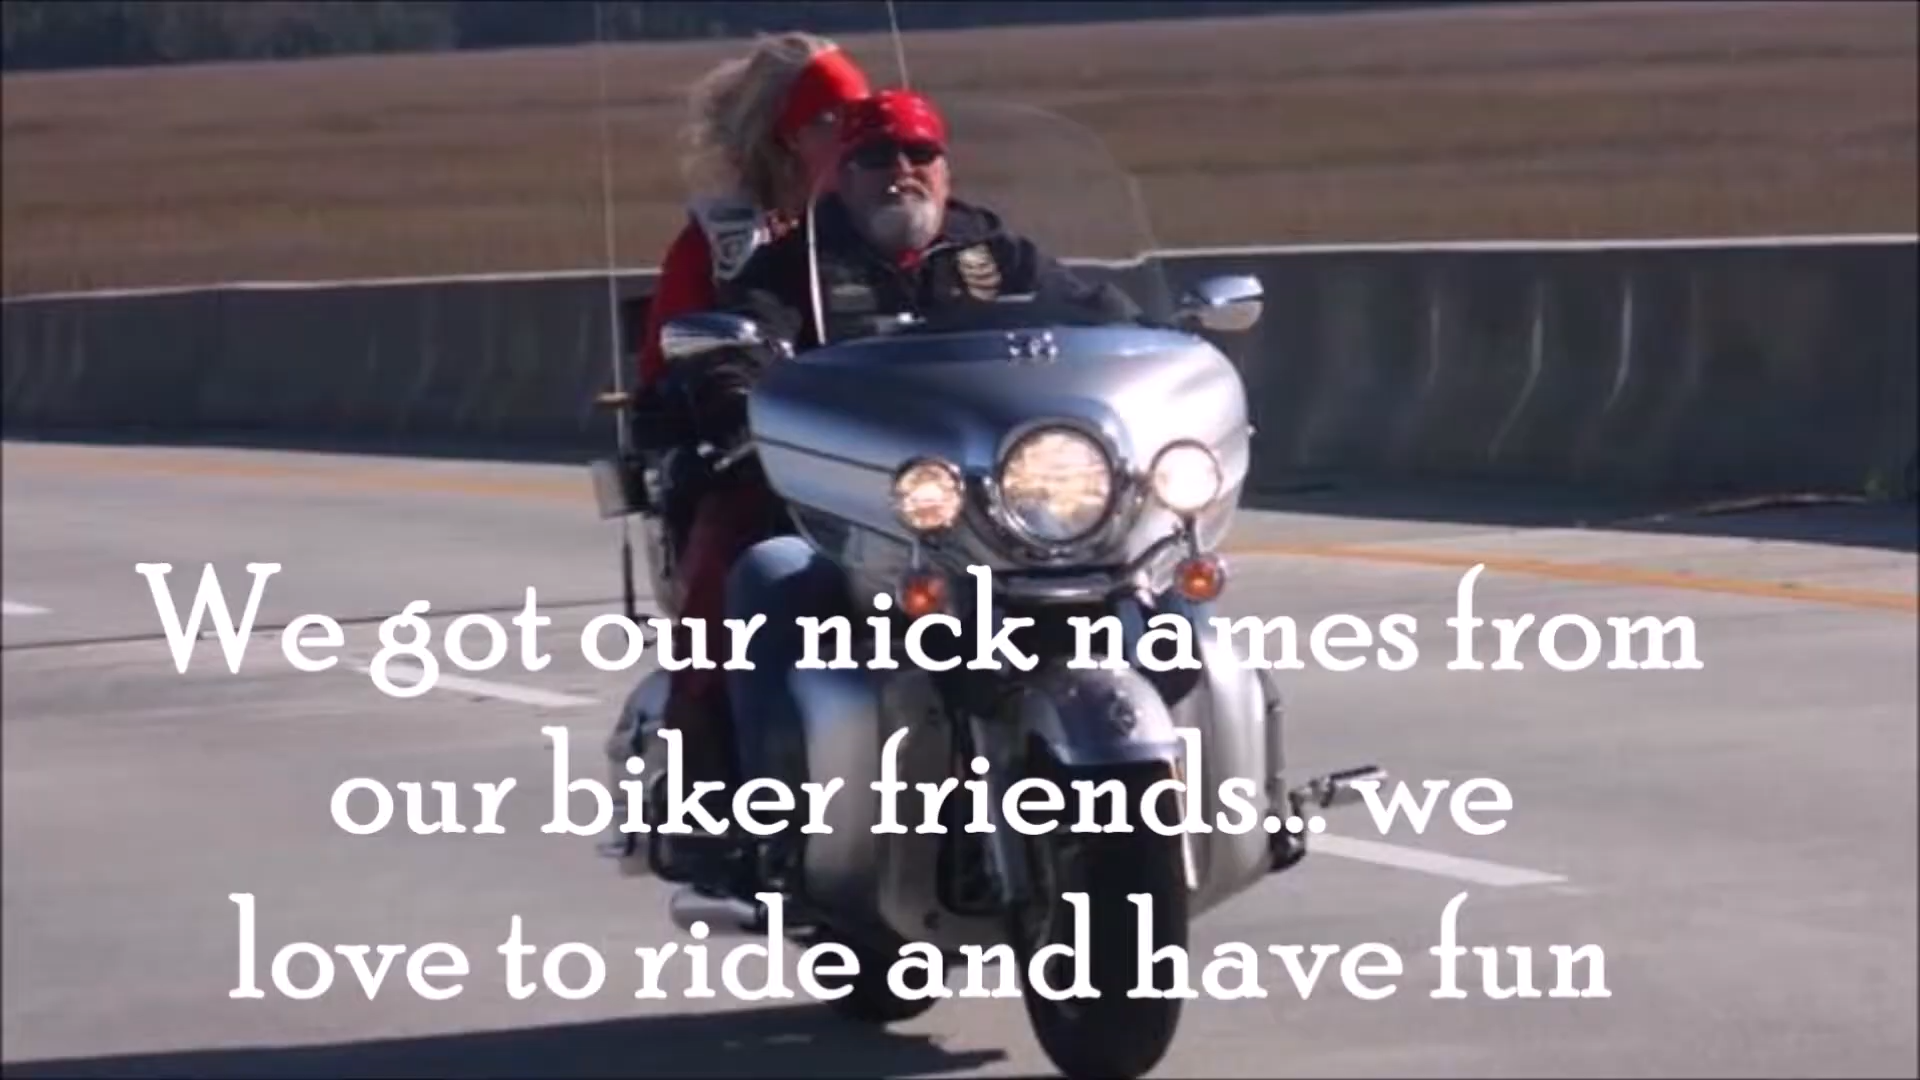 We got our nick names from
our biker friends... we
love to ride and have fun